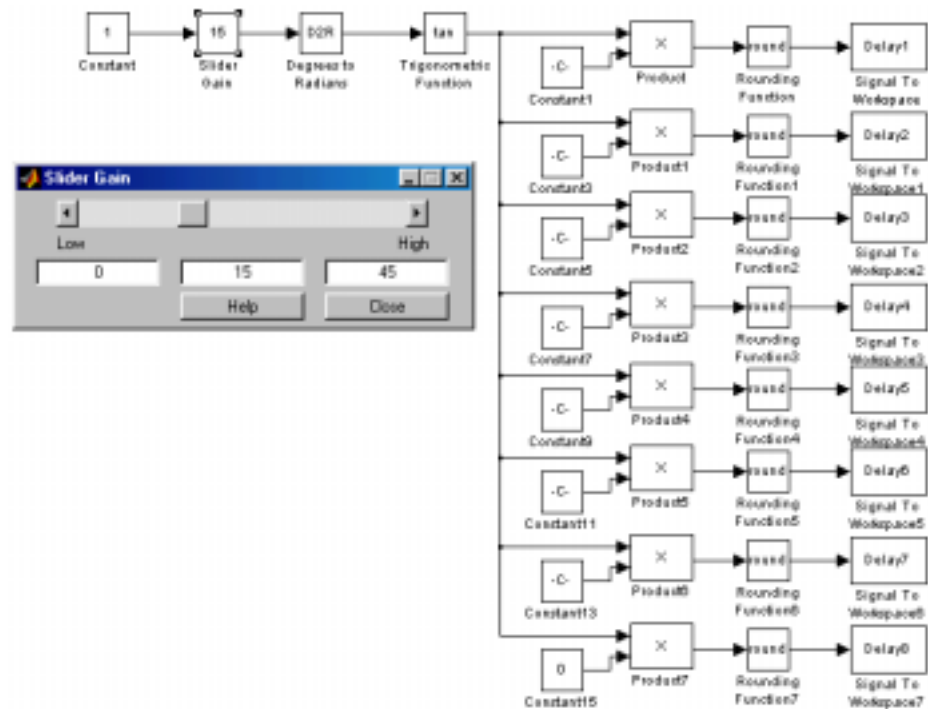 1
Constant
15
Slider
Gain
D2R
Degrees to
Radians
tan
Trigonometric
Function
-C-
Constant1
×
Product
round
Rounding
Function
Delay1
Signal To
Workspace
-C-
Constant3
×
Product1
round
Rounding
Function1
Delay2
Signal To
Workspace1
Slider Gain
Low
High
0
15
45
Help
Close
-C-
Constant5
×
Product2
round
Rounding
Function2
Delay3
Signal To
Workspace2
-C-
Constant7
×
Product3
round
Rounding
Function3
Delay4
Signal To
Workspace3
-C-
Constant9
×
Product4
round
Rounding
Function4
Delay5
Signal To
Workspace4
-C-
Constant11
×
Product5
round
Rounding
Function5
Delay6
Signal To
Workspace5
-C-
Constant13
×
Product6
round
Rounding
Function6
Delay7
Signal To
Workspace6
0
Constant15
×
Product7
round
Rounding
Function7
Delay8
Signal To
Workspace7